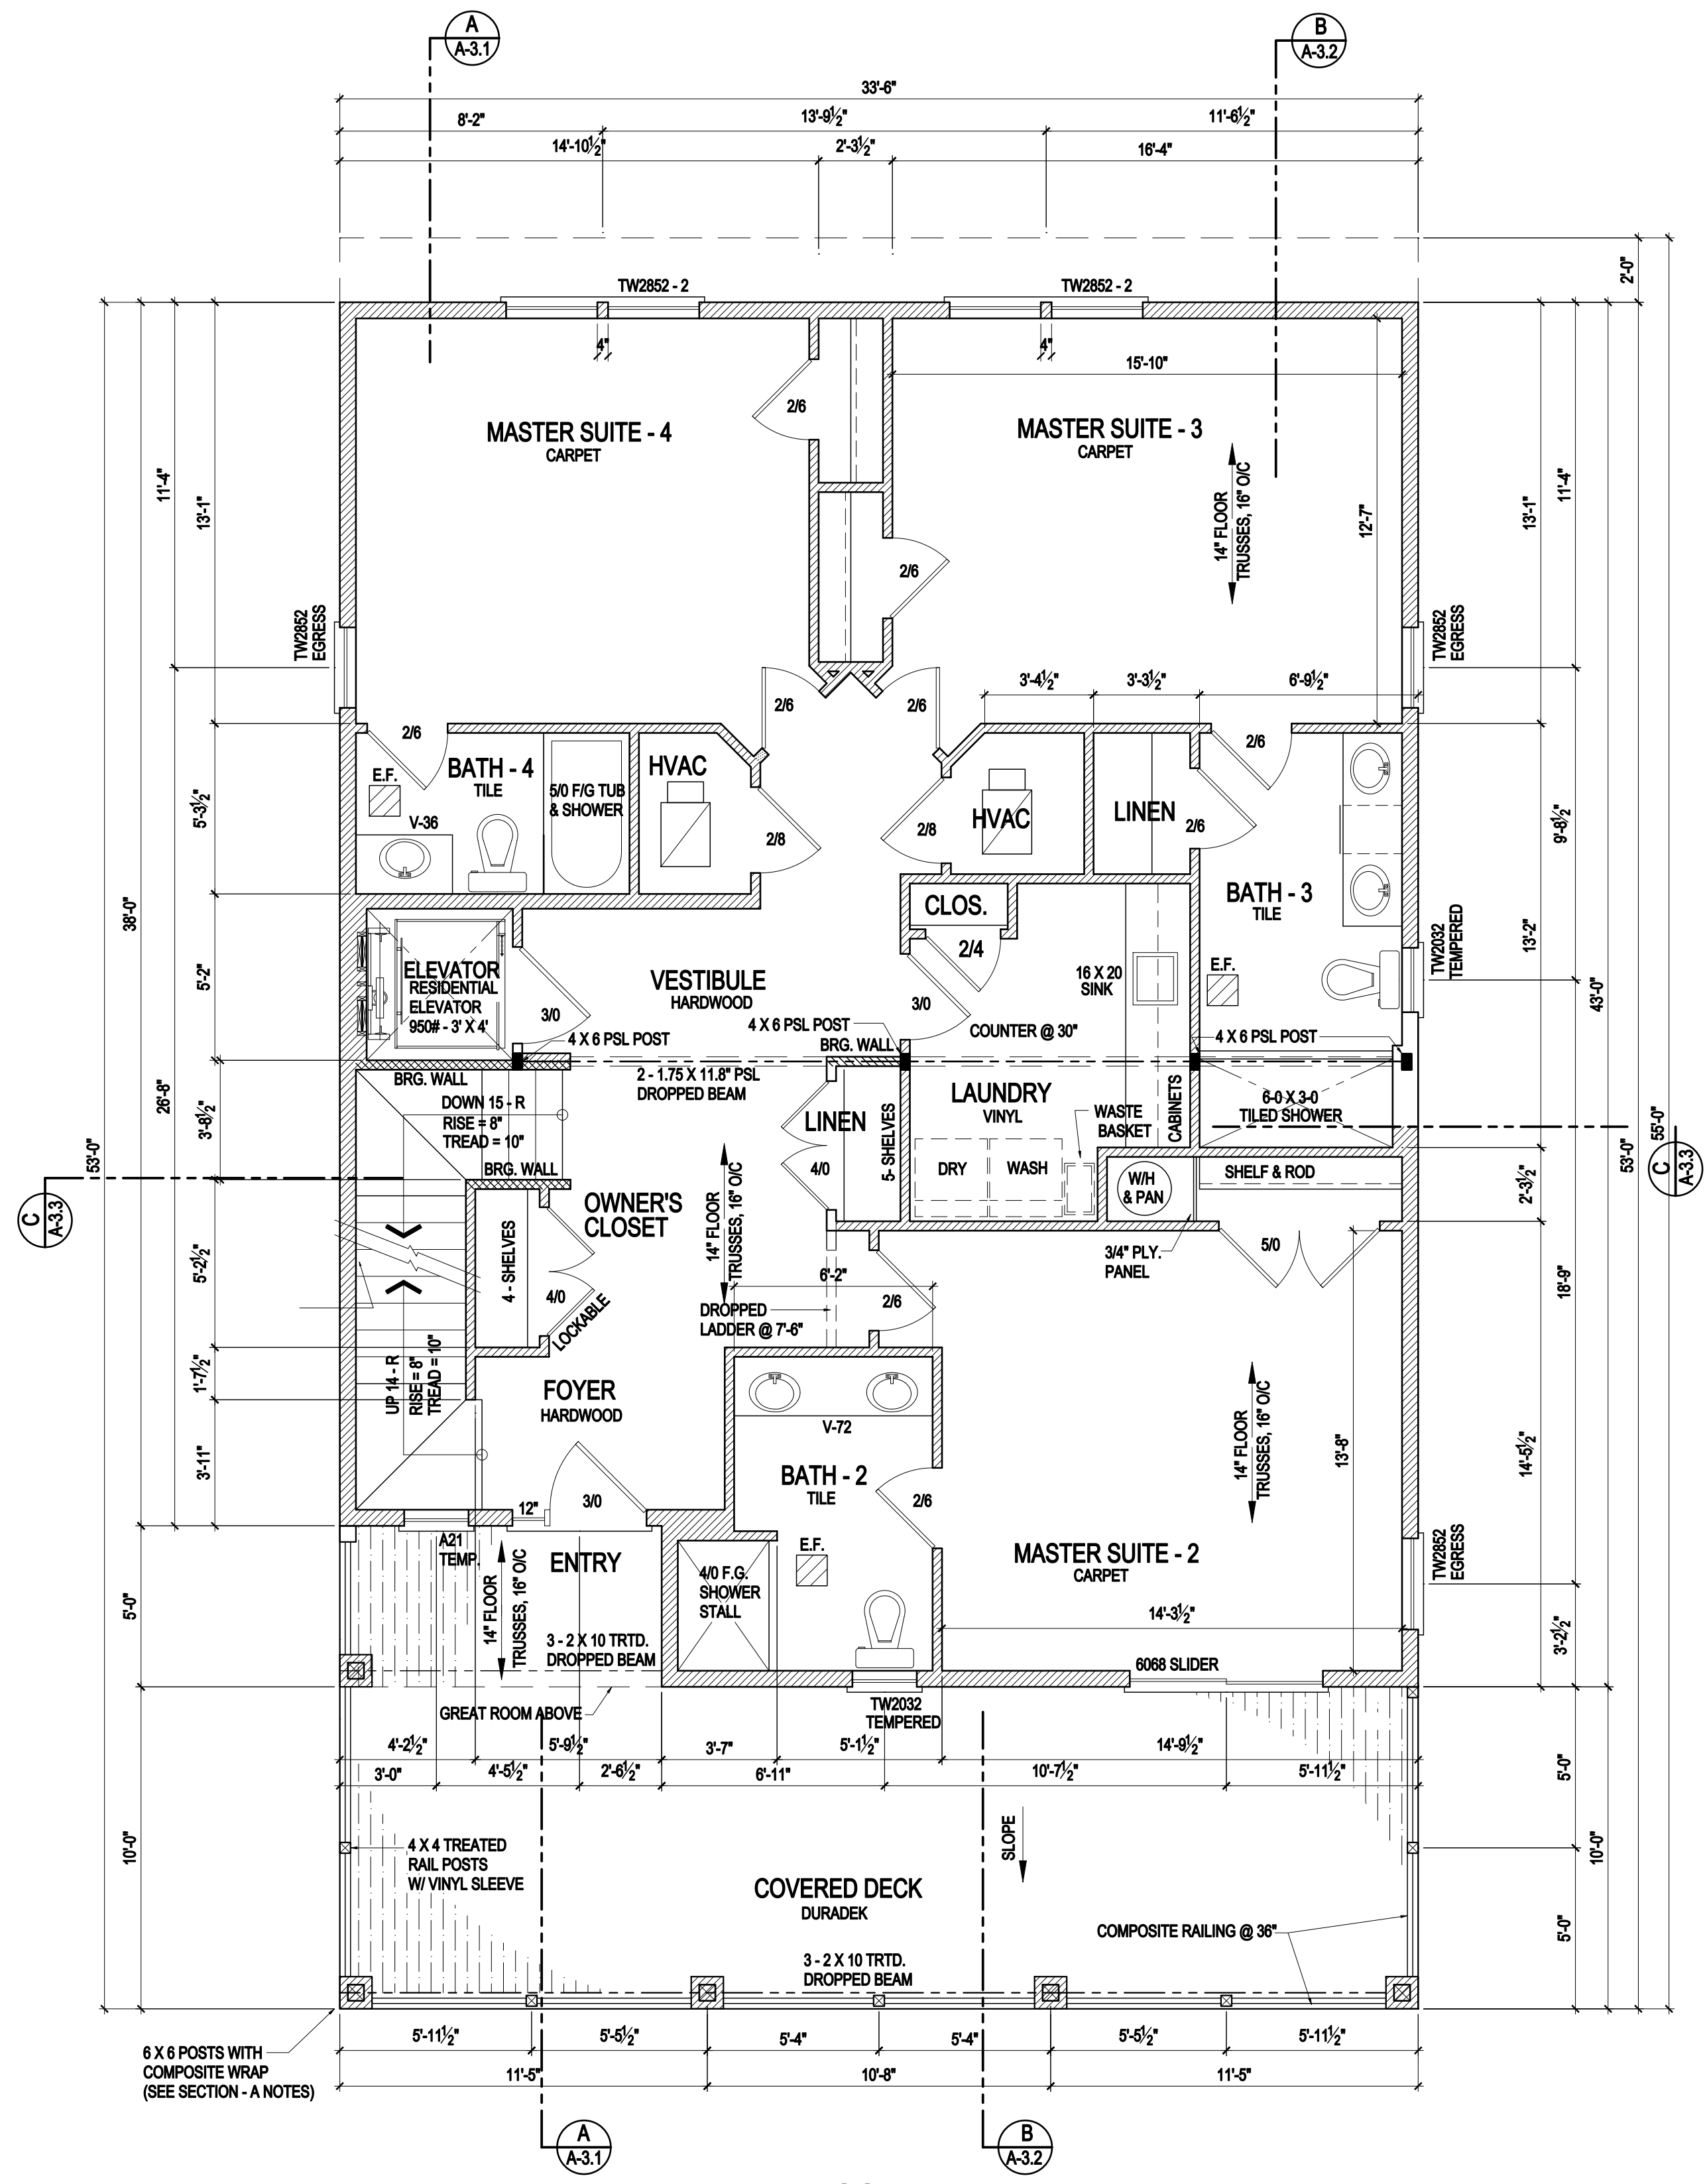 A
A-3.1
B
A-3.2
33'-6"
8'-2"
13'-9½"
11'-6½"
14'-10½"
2'-3½"
16'-4"
2'-0"
TW2852 - 2
TW2852 - 2
4"
4"
15'-10"
2/6
MASTER SUITE - 4
CARPET
MASTER SUITE - 3
CARPET
14" FLOOR
TRUSSES, 16" O/C
12'-7"
11'-4"
13'-1"
13'-1"
11'-4"
2/6
TW2852
EGRESS
TW2852
EGRESS
3'-4½"
3'-3½"
6'-9½"
2/6
2/6
2/6
2/6
BATH - 4
TILE
E.F.
V-36
5/0 F/G TUB
& SHOWER
HVAC
2/8
2/8
HVAC
LINEN
2/6
5'-3½"
9'-8½"
BATH - 3
TILE
CLOS.
2/4
38'-0"
5'-2"
ELEVATOR
RESIDENTIAL
ELEVATOR
950# - 3' X 4'
3/0
VESTIBULE
HARDWOOD
3/0
16 X 20
SINK
E.F.
TW2032
TEMPERED
13'-2"
43'-0"
COUNTER @ 30"
4 X 6 PSL POST
4 X 6 PSL POST
BRG. WALL
4 X 6 PSL POST
BRG. WALL
2 - 1.75 X 11.8" PSL
DROPPED BEAM
DOWN 15 - R
RISE = 8"
TREAD = 10"
BRG. WALL
LINEN
4/0
5- SHELVES
LAUNDRY
VINYL
WASTE
BASKET
CABINETS
DRY
WASH
6-0 X 3-0
TILED SHOWER
26'-8"
3'-8½"
53'-0"
53'-0"
55'-0"
C
A-3.3
C
A-3.3
W/H
& PAN
SHELF & ROD
2'-3½"
OWNER'S
CLOSET
4 - SHELVES
4/0
LOCKABLE
14" FLOOR
TRUSSES, 16" O/C
6'-2"
DROPPED
LADDER @ 7'-6"
2/6
3/4" PLY.
PANEL
5/0
5'-2½"
18'-9"
1'-7½"
3'-11"
UP 14 - R
RISE = 8"
TREAD = 10"
FOYER
HARDWOOD
V-72
BATH - 2
TILE
2/6
14" FLOOR
TRUSSES, 16" O/C
13'-8"
14'-5½"
12"
3/0
A21
TEMP.
ENTRY
14" FLOOR
TRUSSES, 16" O/C
4/0 F.G.
SHOWER
STALL
E.F.
MASTER SUITE - 2
CARPET
TW2852
EGRESS
5'-0"
14'-3½"
3'-2½"
3 - 2 X 10 TRTD.
DROPPED BEAM
6068 SLIDER
GREAT ROOM ABOVE
TW2032
TEMPERED
4'-2½"
5'-9½"
3'-7"
5'-1½"
14'-9½"
3'-0"
4'-5½"
2'-6½"
6'-11"
10'-7½"
5'-11½"
5'-0"
10'-0"
10'-0"
4 X 4 TREATED
RAIL POSTS
W/ VINYL SLEEVE
SLOPE
COVERED DECK
DURADEK
COMPOSITE RAILING @ 36"
5'-0"
3 - 2 X 10 TRTD.
DROPPED BEAM
6 X 6 POSTS WITH
COMPOSITE WRAP
(SEE SECTION - A NOTES)
5'-11½"
5'-5½"
5'-4"
5'-4"
5'-5½"
5'-11½"
11'-5"
10'-8"
11'-5"
A
A-3.1
B
A-3.2